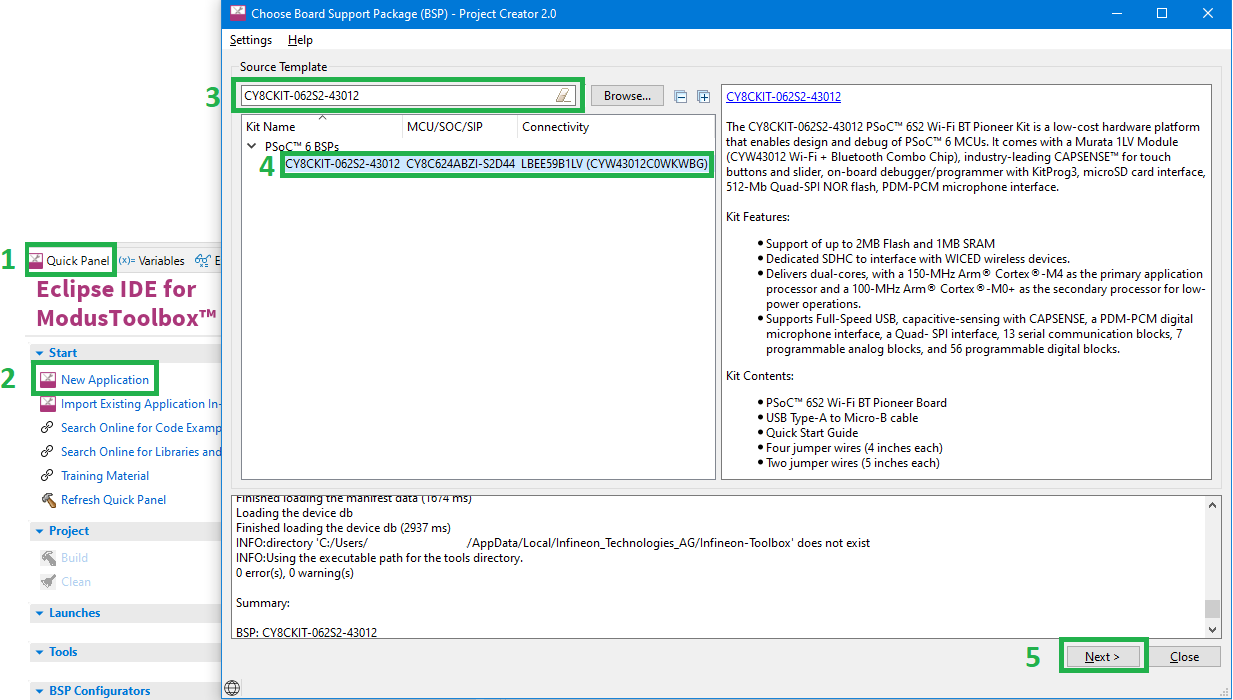 Choose Board Support Package (BSP) - Project Creator 2.0
Settings Help
Source Template
3
CY8CKIT-062S2-43012
Browse...
Kit Name
MCU/SOC/SIP
Connectivity
PSoC™ 6 BSPs
4
CY8CKIT-062S2-43012 CY8C624ABZI-S2D44 LBEE59B1LV (CYW43012C0WKWBG)
CY8CKIT-062S2-43012
The CY8CKIT-062S2-43012 PSoC™ 6S2 Wi-Fi BT Pioneer Kit is a low-cost hardware platform
that enables design and debug of PSoC™ 6 MCUs. It comes with a Murata 1LV Module
(CYW43012 Wi-Fi + Bluetooth Combo Chip), industry-leading CAPSENSE™ for touch
buttons and slider, on-board debugger/programmer with KitProg3, microSD card interface,
512-Mb Quad-SPI NOR flash, PDM-PCM microphone interface.
Kit Features:
● Support of up to 2MB Flash and 1MB SRAM
● Dedicated SDHC to interface with WICED wireless devices.
● Delivers dual-cores, with a 150-MHz Arm® Cortex®-M4 as the primary application
processor and a 100-MHz Arm® Cortex®-M0+ as the secondary processor for low-
power operations.
● Supports Full-Speed USB, capacitive-sensing with CAPSENSE, a PDM-PCM digital
microphone interface, a Quad- SPI interface, 13 serial communication blocks, 7
programmable analog blocks, and 56 programmable digital blocks.
Kit Contents:
● PSoC™ 6S2 Wi-Fi BT Pioneer Board
● USB Type-A to Micro-B cable
● Quick Start Guide
● Four jumper wires (4 inches each)
● Two jumper wires (5 inches each)
1
Quick Panel
(x)= Variables
E
Eclipse IDE for
ModusToolbox™
Start
2
New Application
Import Existing Application In-
Search Online for Code Examp
Search Online for Libraries and
Training Material
Refresh Quick Panel
Project
Build
Clean
Launches
Tools
BSP Configurators
Finished loading the manifest data (1674 ms)
Loading the device db
Finished loading the device db (2937 ms)
INFO:directory 'C:/Users/ /AppData/Local/Infineon_Technologies_AG/Infineon-Toolbox' does not exist
INFO:Using the executable path for the tools directory.
0 error(s), 0 warning(s)
Summary:
BSP: CY8CKIT-062S2-43012
5
Next >
Close